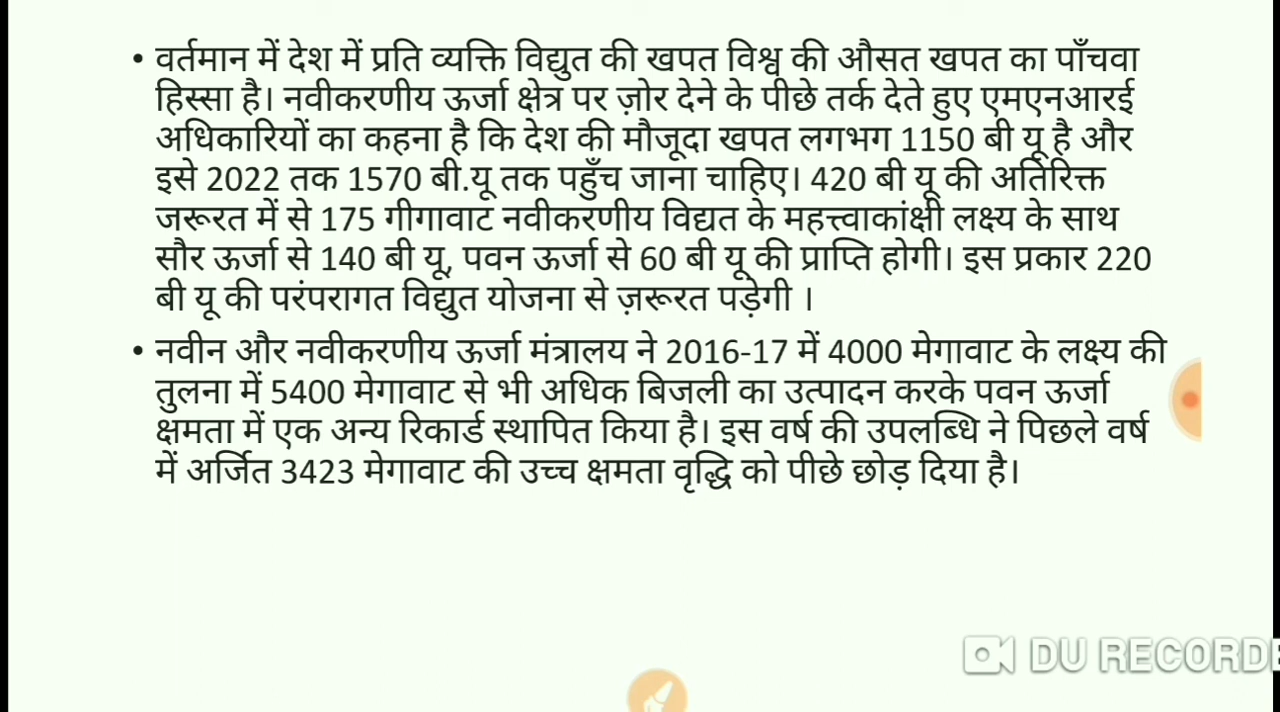 • वर्तमान में देश में प्रति व्यक्ति विद्युत की खपत विश्व की औसत खपत का पाँचवा
हिस्सा है। नवीकरणीय ऊर्जा क्षेत्र पर ज़ोर देने के पीछे तर्क देते हुए एमएनआरई
अधिकारियों का कहना है कि देश की मौजूदा खपत लगभग 1150 बी यू है और
इसे 2022 तक 1570 बी.यू तक पहुँच जाना चाहिए। 420 बी यू की अतिरिक्त
जरूरत में से 175 गीगावाट नवीकरणीय विद्यत के महत्त्वाकांक्षी लक्ष्य के साथ
सौर ऊर्जा से 140 बी यू, पवन ऊर्जा से 60 बी यू की प्राप्ति होगी। इस प्रकार 220
बी यू की परंपरागत विद्युत योजना से ज़रूरत पड़ेगी ।
• नवीन और नवीकरणीय ऊर्जा मंत्रालय ने 2016-17 में 4000 मेगावाट के लक्ष्य की
तुलना में 5400 मेगावाट से भी अधिक बिजली का उत्पादन करके पवन ऊर्जा
क्षमता में एक अन्य रिकार्ड स्थापित किया है। इस वर्ष की उपलब्धि ने पिछले वर्ष
में अर्जित 3423 मेगावाट की उच्च क्षमता वृद्धि को पीछे छोड़ दिया है।
DU RECORDE